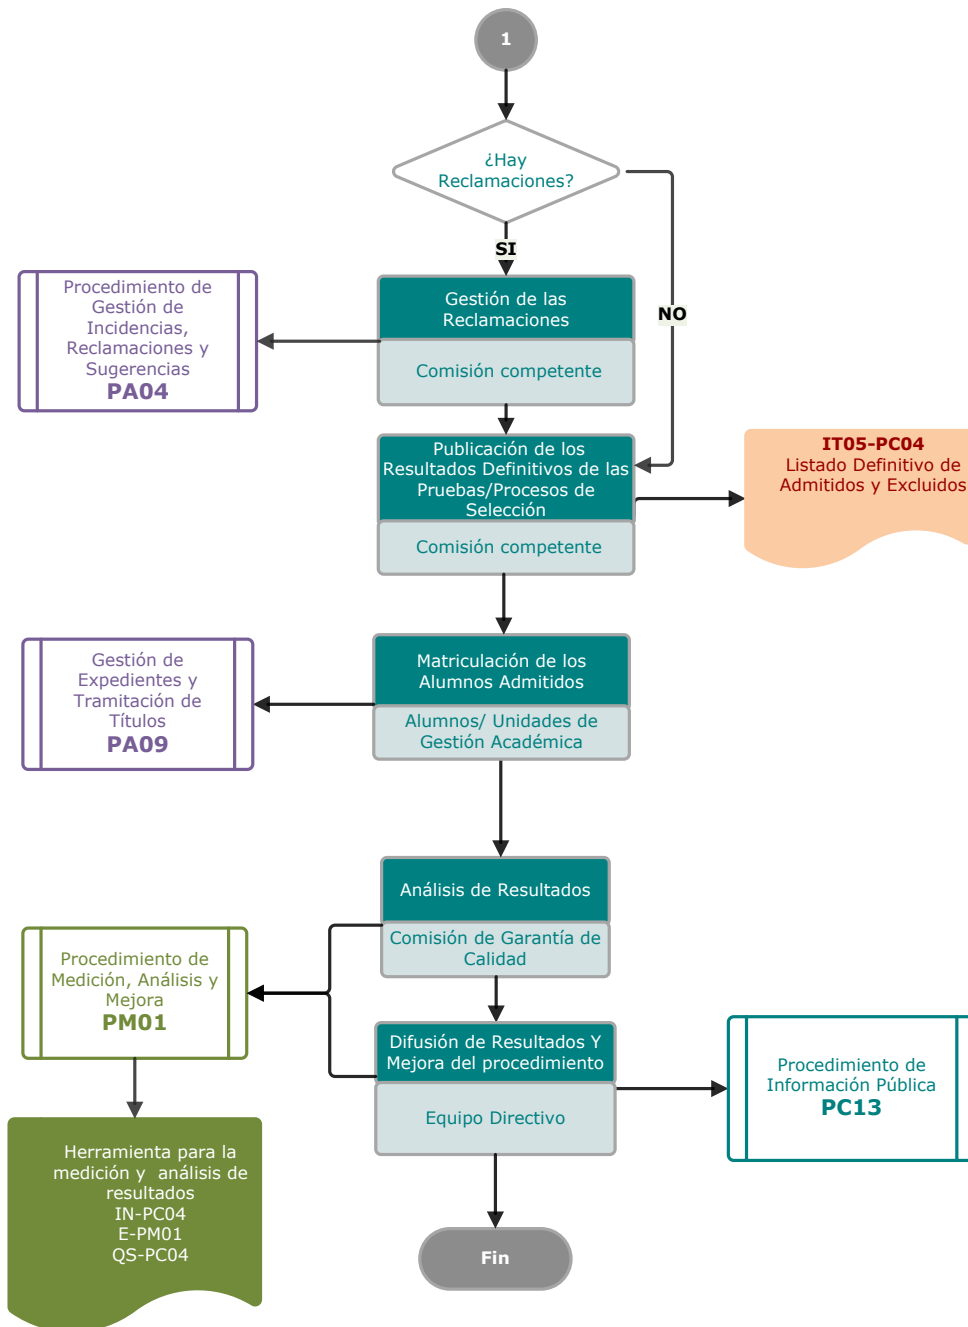 1
¿Hay
Reclamaciones?
SI
NO
Gestión de las
Reclamaciones
Comisión competente
Procedimiento de
Gestión de
Incidencias,
Reclamaciones y
Sugerencias
PA04
Publicación de los
Resultados Definitivos de las
Pruebas/Procesos de
Selección
Comisión competente
IT05-PC04
Listado Definitivo de
Admitidos y Excluidos
Matriculación de los
Alumnos Admitidos
Alumnos/ Unidades de
Gestión Académica
Gestión de
Expedientes y
Tramitación de
Títulos
PA09
Análisis de Resultados
Comisión de Garantía de
Calidad
Procedimiento de
Medición, Análisis y
Mejora
PM01
Difusión de Resultados Y
Mejora del procedimiento
Equipo Directivo
Procedimiento de
Información Pública
PC13
Herramienta para la
medición y  análisis de
resultados
IN-PC04
E-PM01
QS-PC04
Fin